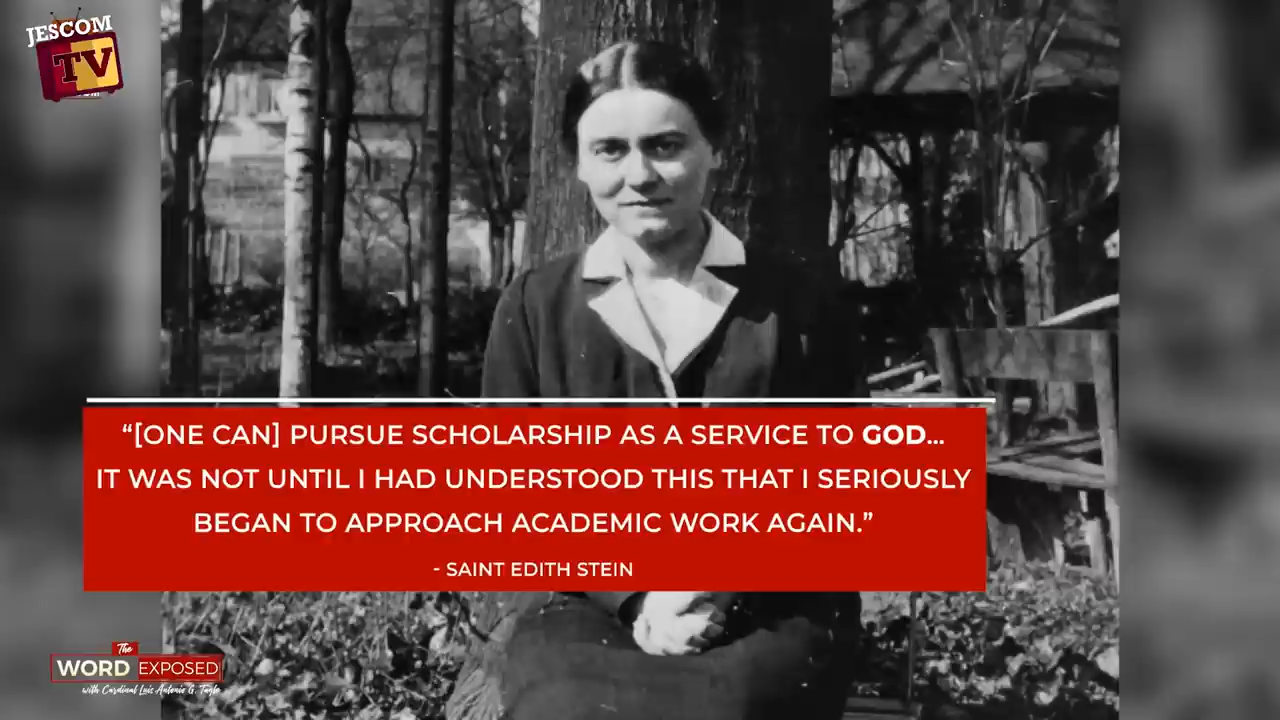 JESCOM
TV
“[ONE CAN] PURSUE SCHOLARSHIP AS A SERVICE TO GOD...
IT WAS NOT UNTIL I HAD UNDERSTOOD THIS THAT I SERIOUSLY
BEGAN TO APPROACH ACADEMIC WORK AGAIN.”
- SAINT EDITH STEIN
The
WORD EXPOSED
with Cardinal Luis Antonio G. Tagle